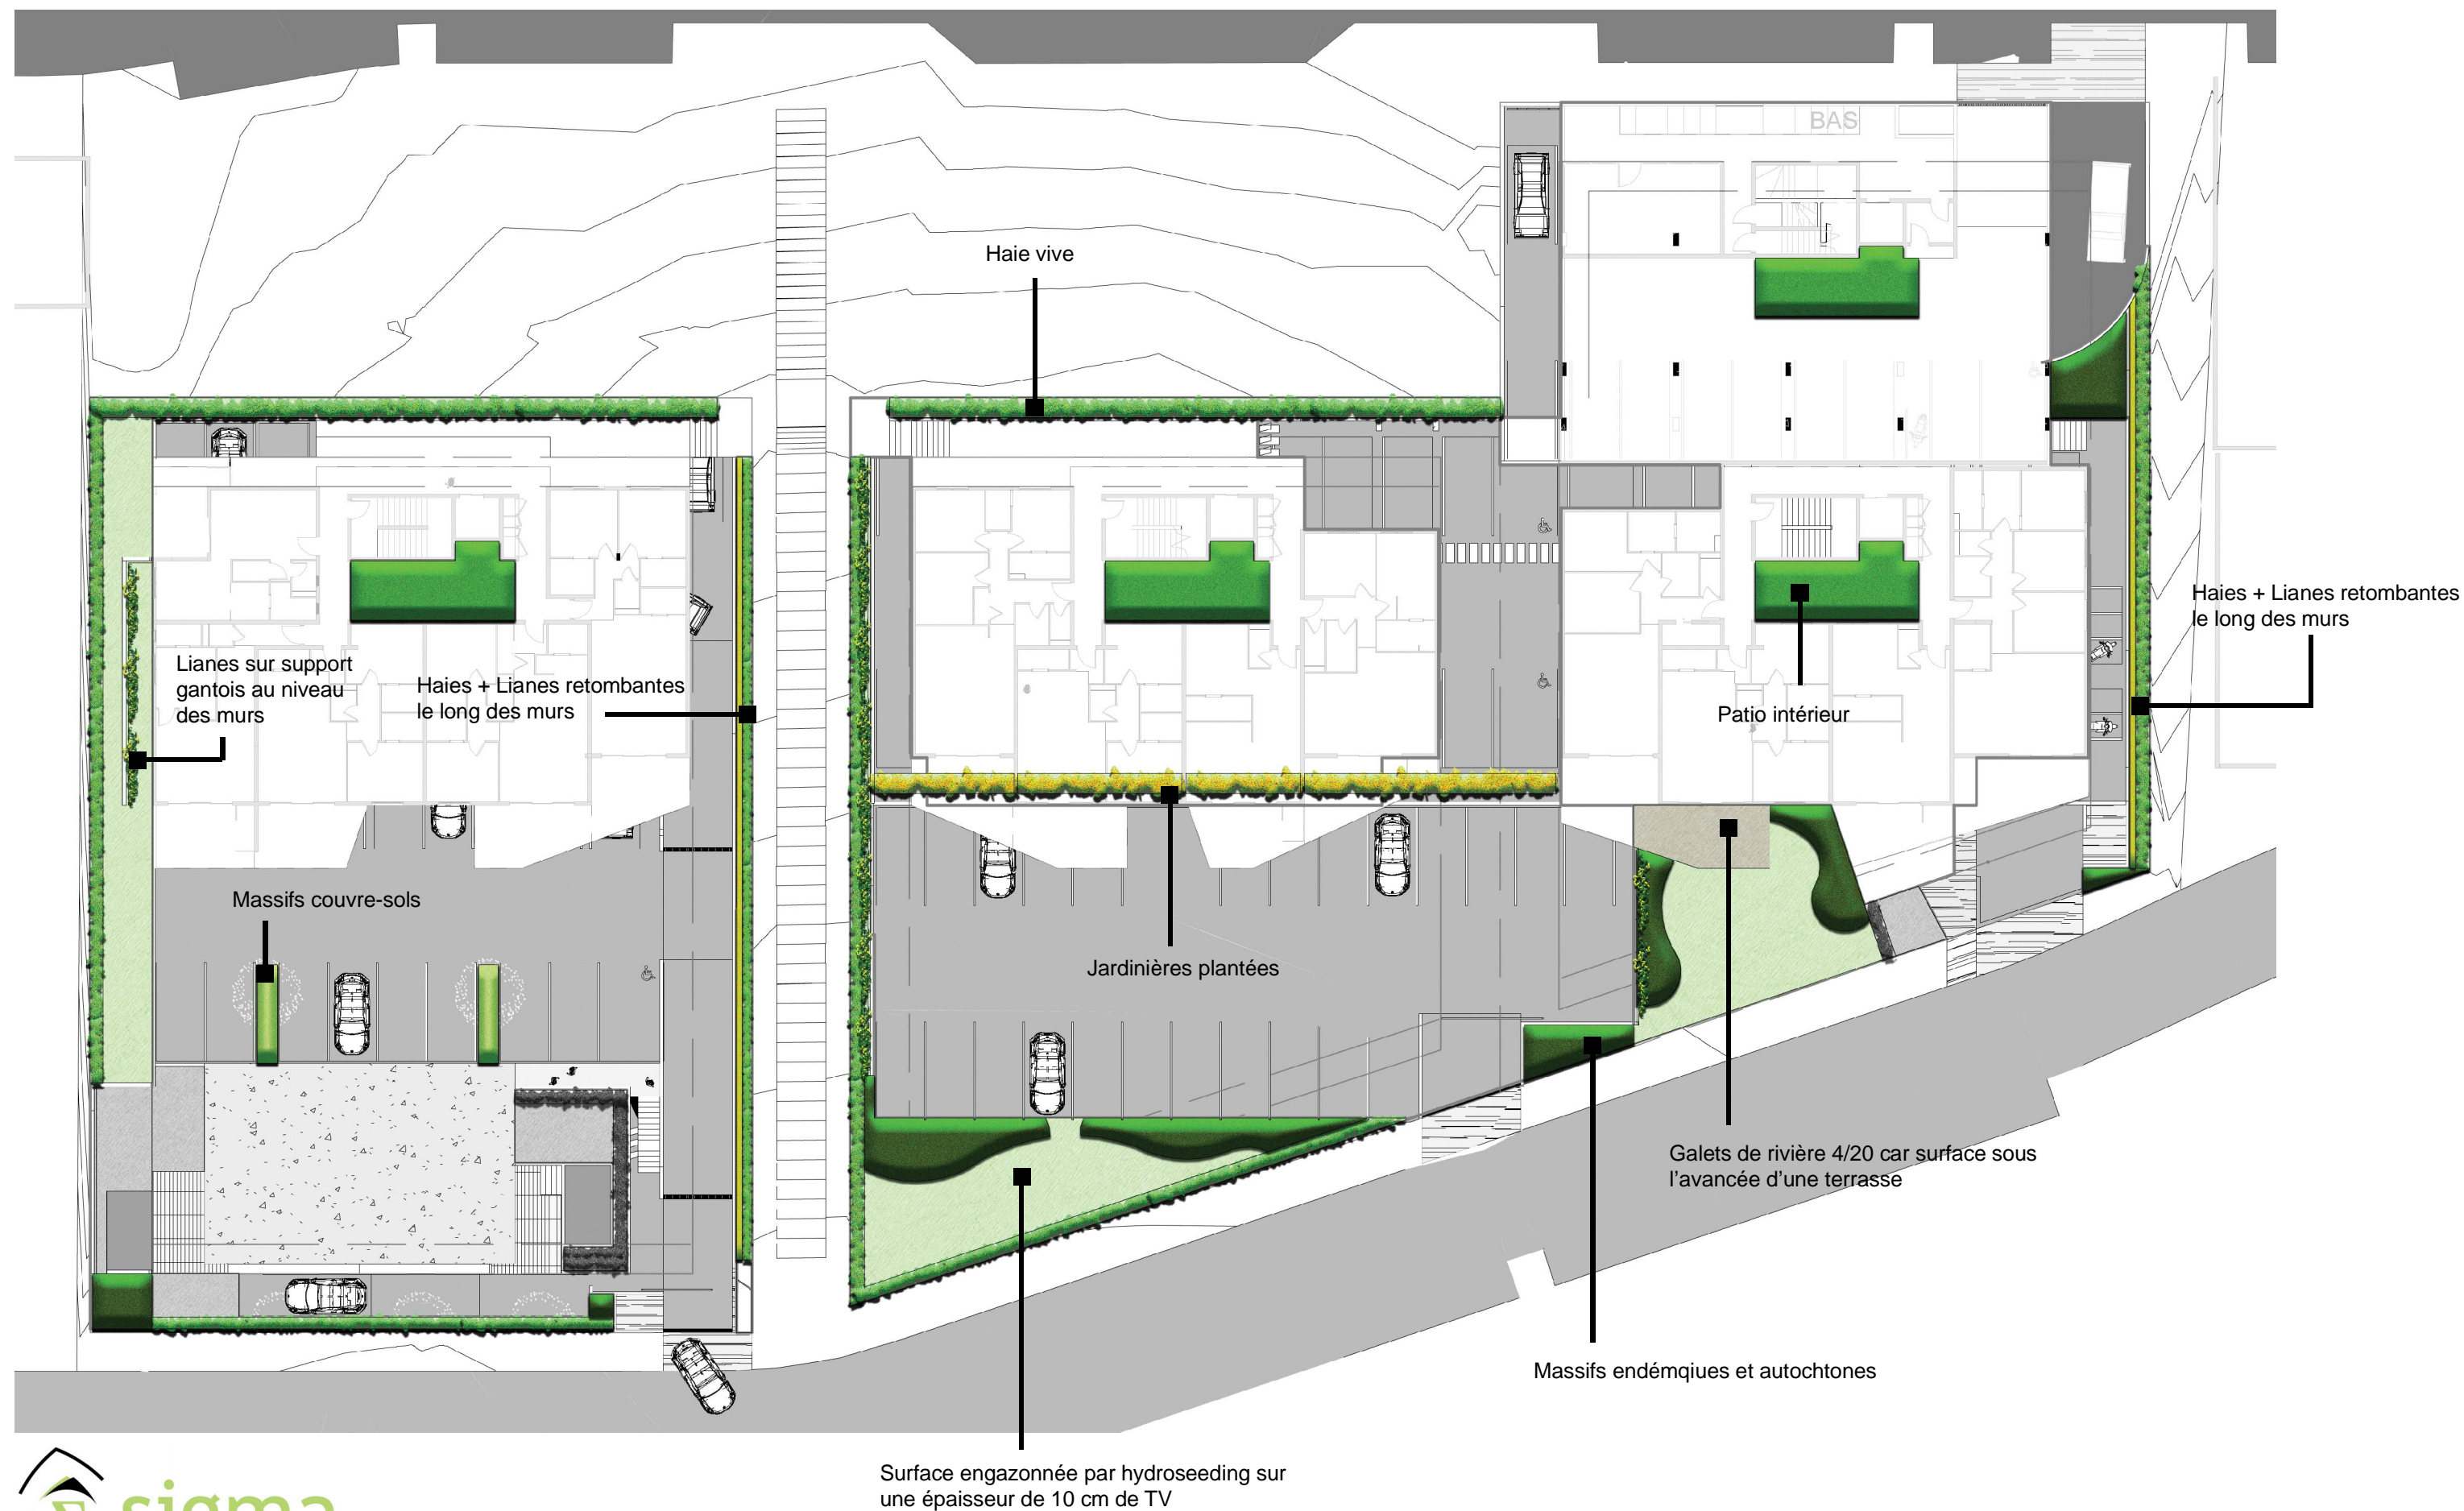 BAS
Haie vive
Haies + Lianes retombantes
le long des murs
Lianes sur support
gantois au niveau
des murs
Haies + Lianes retombantes
le long des murs
Patio intérieur
Massifs couvre-sols
Jardinières plantées
Galets de rivière 4/20 car surface sous
l'avancée d'une terrasse
Massifs endémqiues et autochtones
Surface engazonnée par hydroseeding sur
une épaisseur de 10 cm de TV
sigma